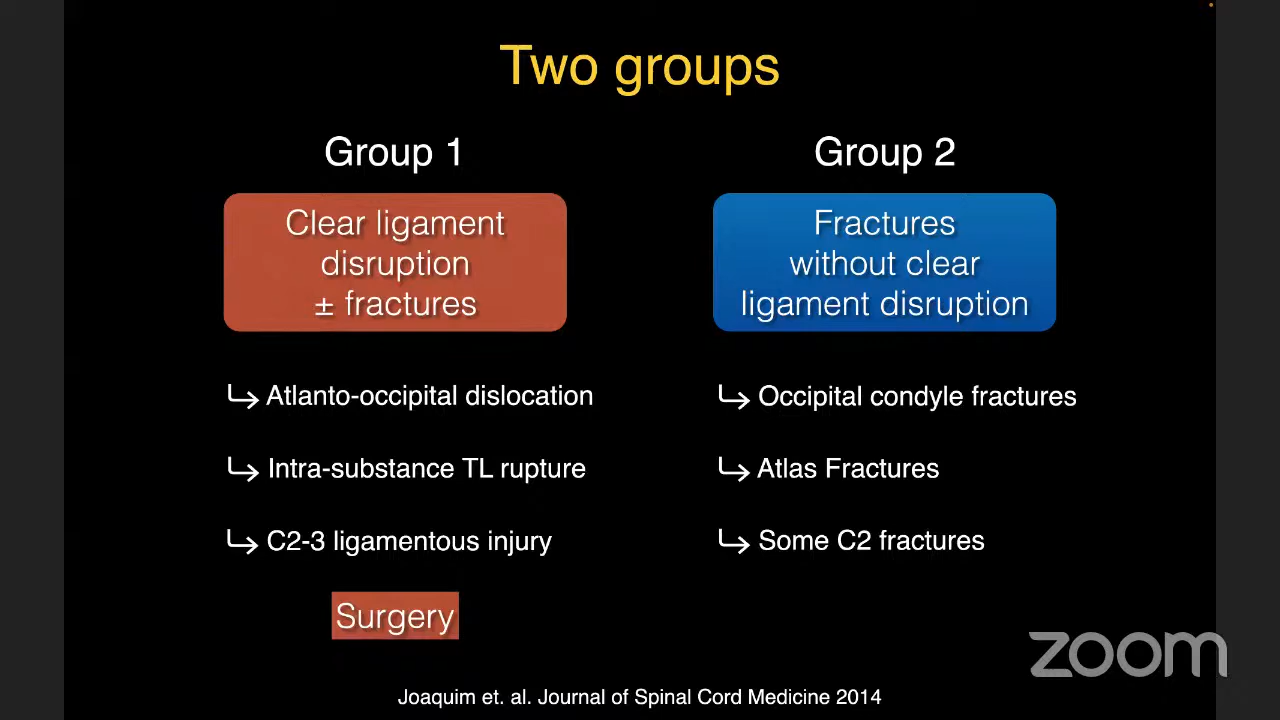 Two groups
Group 1
Clear ligament
disruption
± fractures
↳ Atlanto-occipital dislocation
↳ Intra-substance TL rupture
↳ C2-3 ligamentous injury
Surgery
Group 2
Fractures
without clear
ligament disruption
↳ Occipital condyle fractures
↳ Atlas Fractures
↳ Some C2 fractures
zoom
Joaquim et. al. Journal of Spinal Cord Medicine 2014